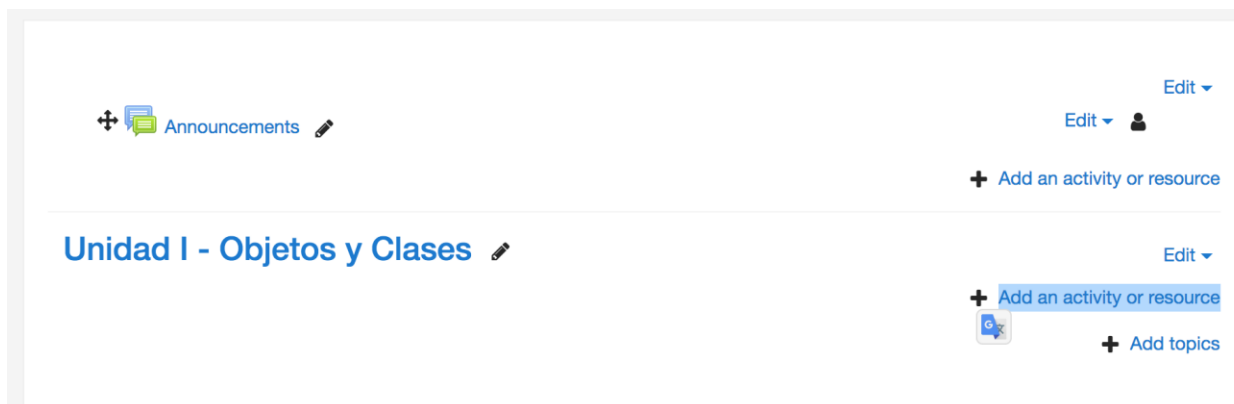 Edit
Announcements
Edit
Add an activity or resource
Unidad I - Objetos y Clases
Edit
Add an activity or resource
Add topics